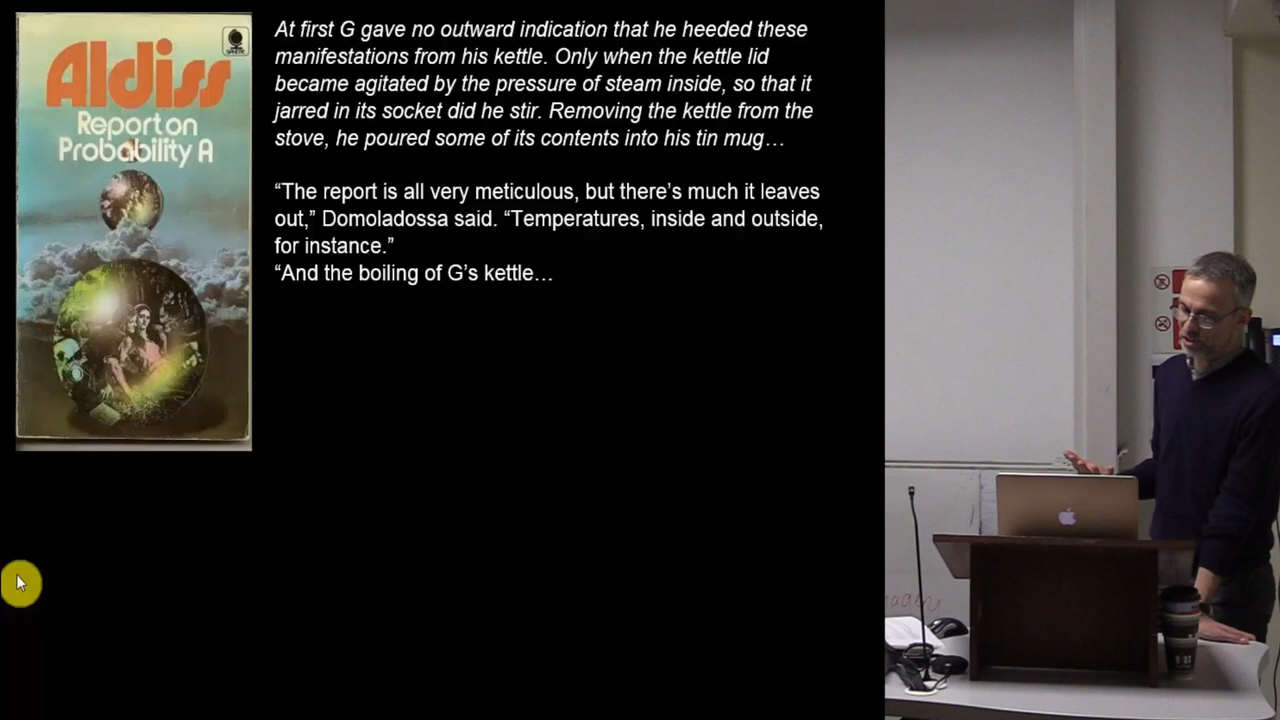 Aldiss
Report on
Probability A
SPHERE
At first G gave no outward indication that he heeded these
manifestations from his kettle. Only when the kettle lid
became agitated by the pressure of steam inside, so that it
jarred in its socket did he stir. Removing the kettle from the
stove, he poured some of its contents into his tin mug…
“The report is all very meticulous, but there’s much it leaves
out,” Domoladossa said. “Temperatures, inside and outside,
for instance.”
“And the boiling of G’s kettle…